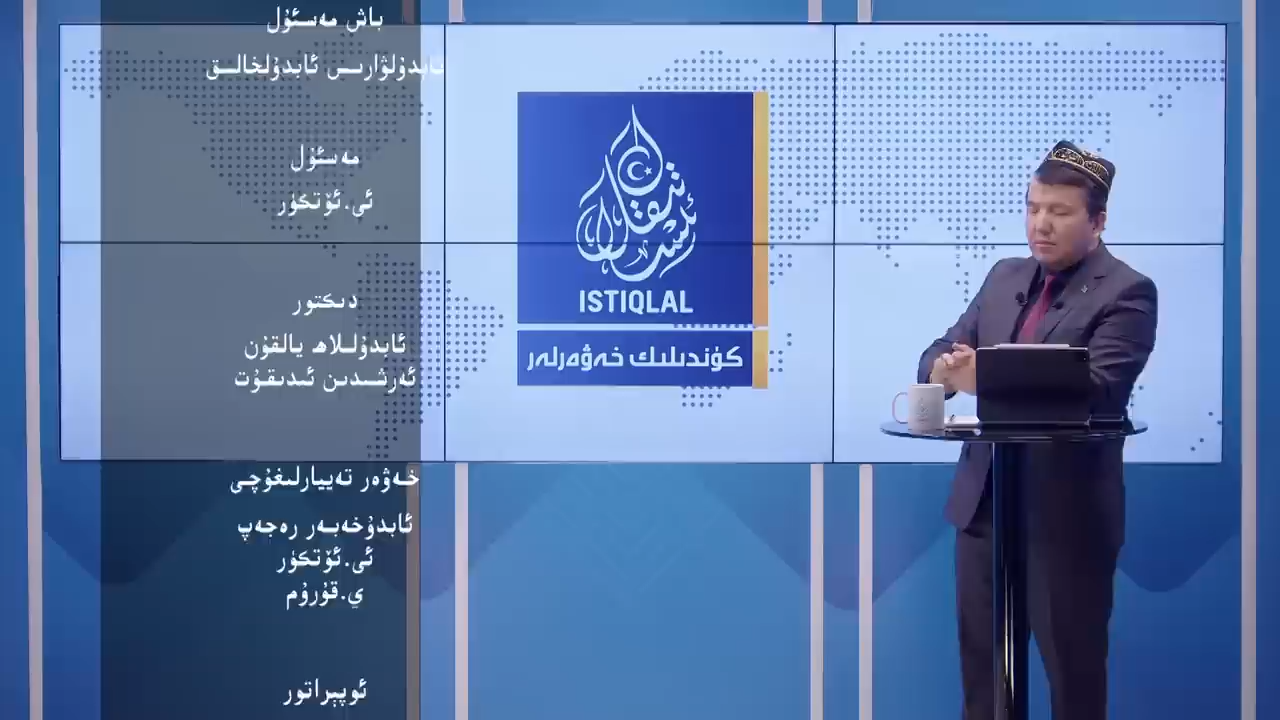 باش مەسئۇل
ئابدۇلۋارىس ئابدۇلخالىق
مەسئۇل
ئى.ئۆتكۈر
دىكتور
ئابدۇللاھ يالقۇن
ئەرشىدىن ئىدىقۇت
خەۋەر تەييارلىغۇچى
ئابدۇخەبەر رەجەپ
ئى.ئۆتكۈر
ي.قۇرۇم
ئوپېراتور
ئىستىقلال
ISTIQLAL
كۈندىلىك خەۋەرلەر